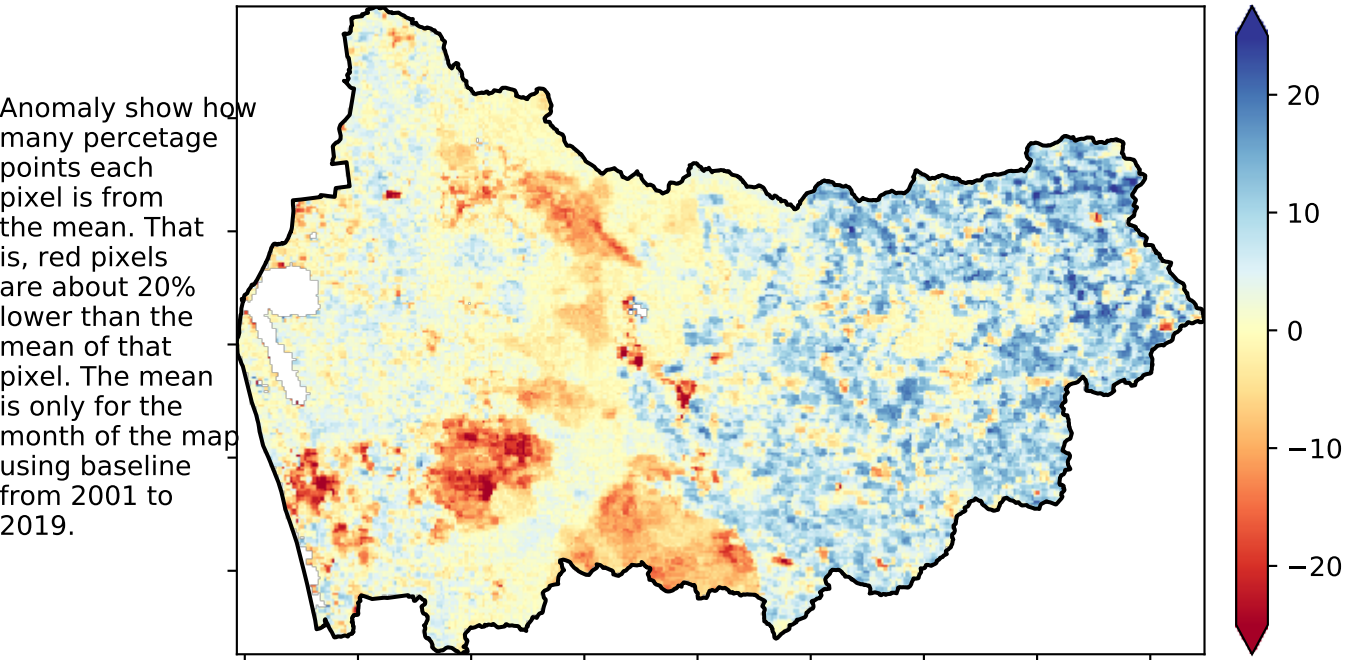 Anomaly show how
many percetage
points each
pixel is from
the mean. That
is, red pixels
are about 20%
lower than the
mean of that
pixel. The mean
is only for the
month of the map
using baseline
from 2001 to
2019.
20
10
0
−10
−20